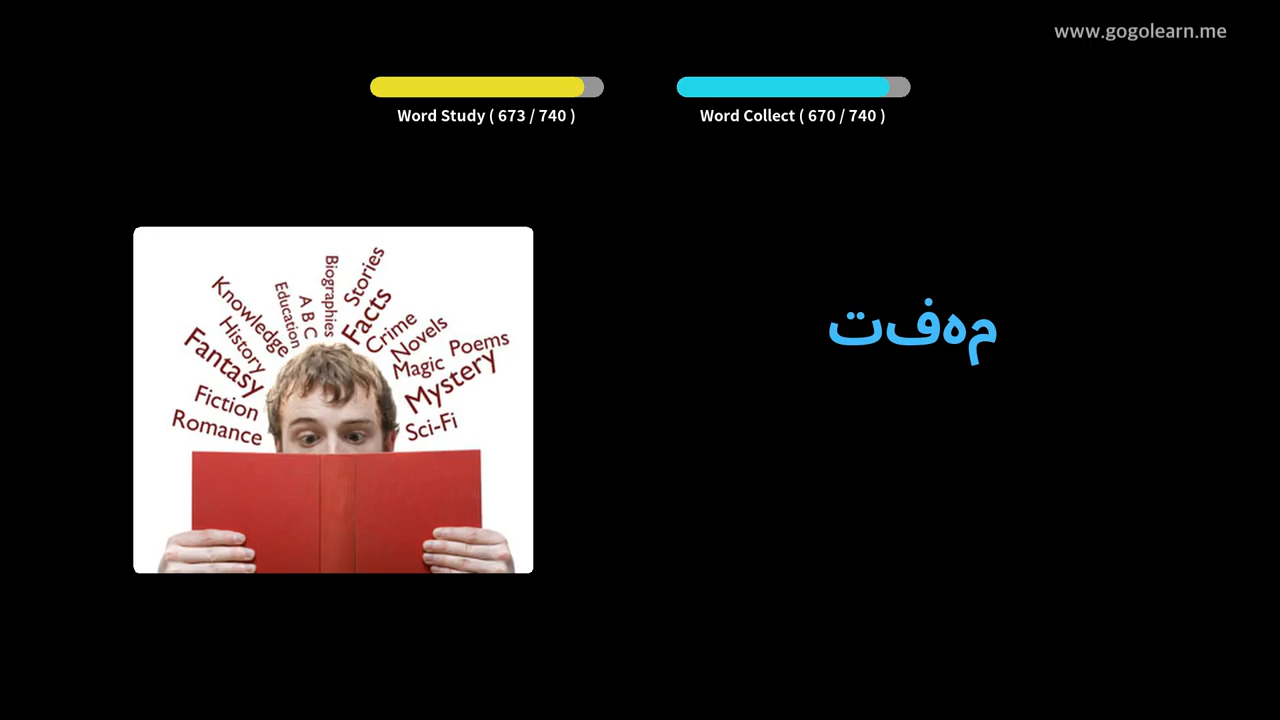 www.gogolearn.me
Word Study ( 673 / 740 )
Word Collect ( 670 / 740 )
تفهم
Romance
Fiction
Fantasy
History
Knowledge
Education
A B C
Biographies
Stories
Facts
Crime
Novels
Magic
Poems
Mystery
Sci-Fi